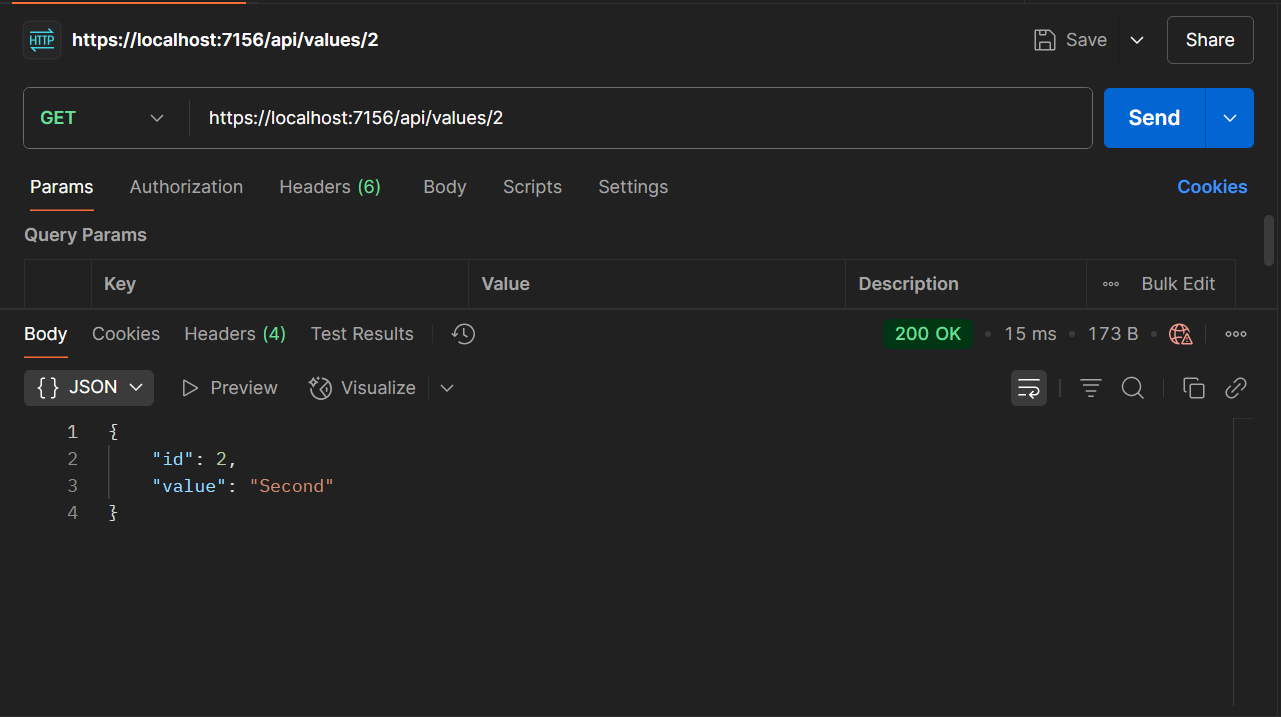 HTTP https://localhost:7156/api/values/2 Save Share
GET https://localhost:7156/api/values/2 Send
Params Authorization Headers (6) Body Scripts Settings Cookies
Query Params
Key Value Description Bulk Edit
Body Cookies Headers (4) Test Results 200 OK • 15 ms • 173 B •
{} JSON Preview Visualize
1 {
2 "id": 2,
3 "value": "Second"
4 }